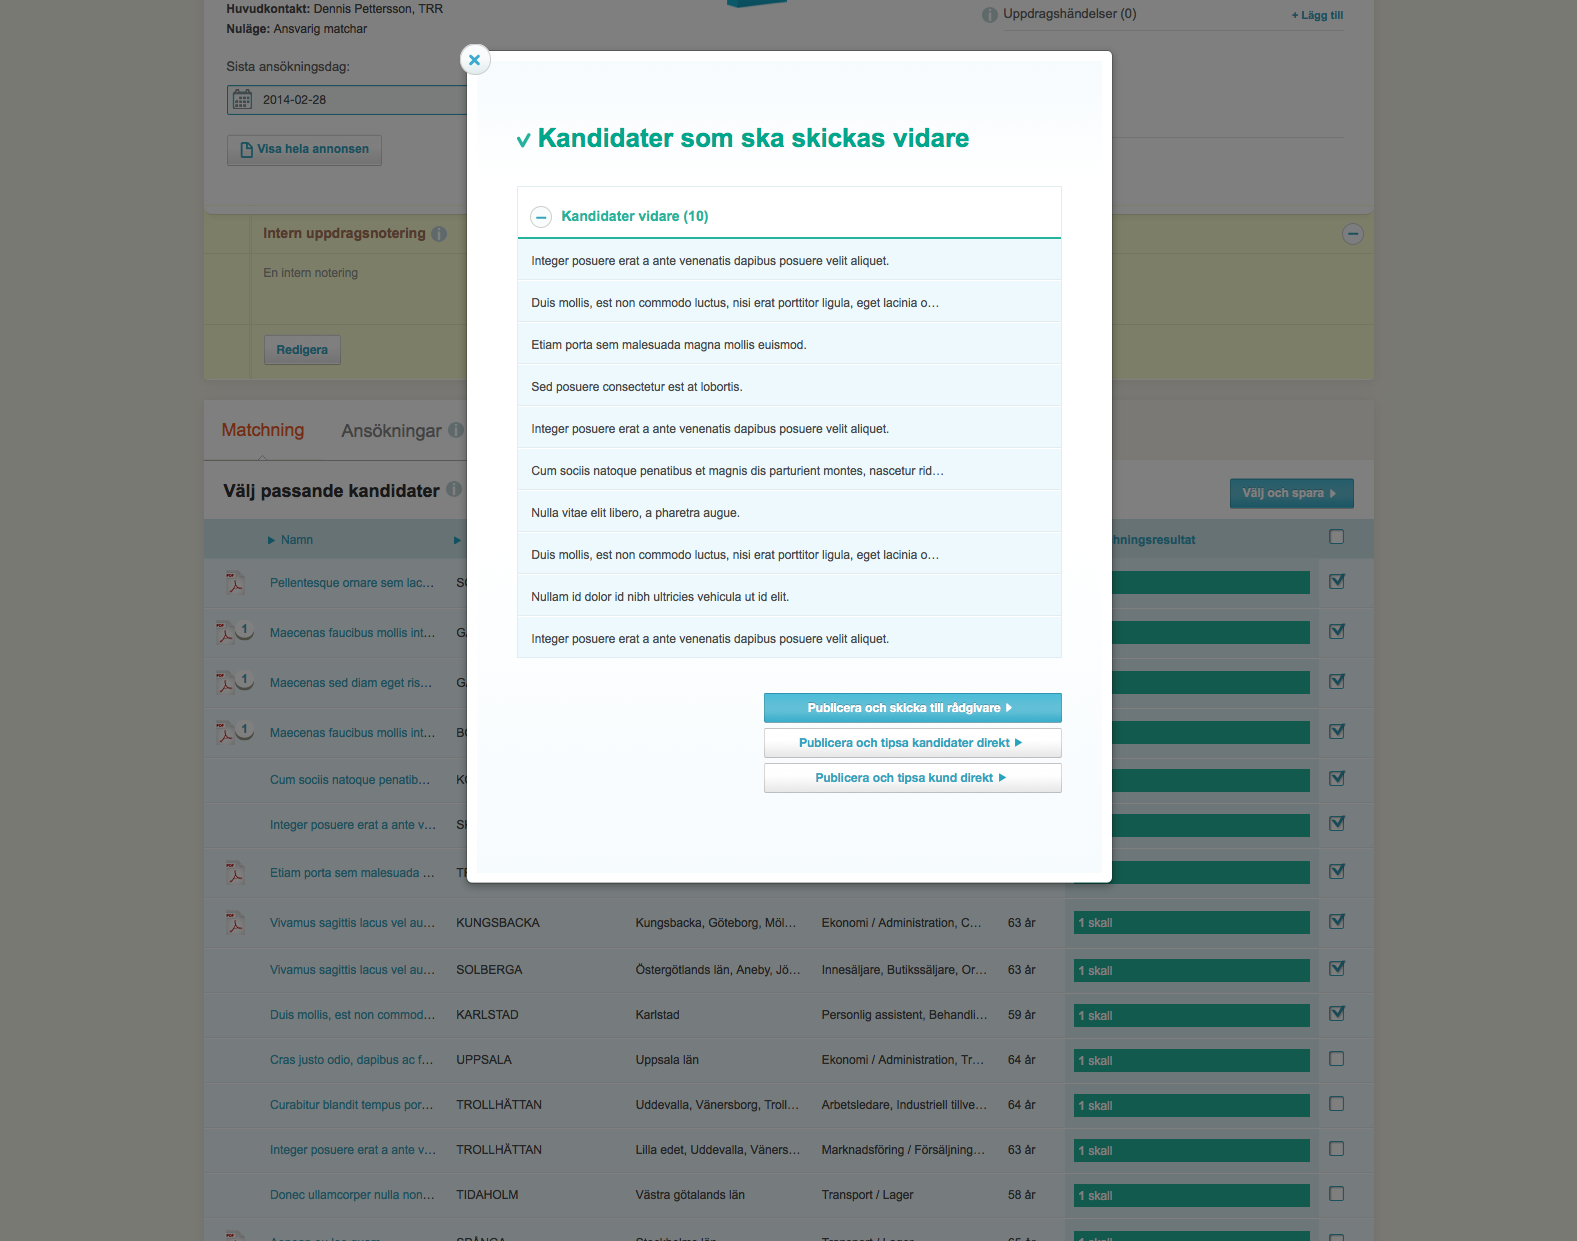 Huvudkontakt: Dennis Pettersson, TRR
Nuläge: Ansvarig matchar
Uppdragshändelser (0)
+ Lägg till
Sista ansökningsdag:
2014-02-28
Visa hela annonsen
Kandidater som ska skickas vidare
Kandidater vidare (10)
Integer posuere erat a ante venenatis dapibus posuere velit aliquet.
Duis mollis, est non commodo luctus, nisi erat porttitor ligula, eget lacinia o…
Etiam porta sem malesuada magna mollis euismod.
Sed posuere consectetur est at lobortis.
Integer posuere erat a ante venenatis dapibus posuere velit aliquet.
Cum sociis natoque penatibus et magnis dis parturient montes, nascetur rid…
Nulla vitae elit libero, a pharetra augue.
Duis mollis, est non commodo luctus, nisi erat porttitor ligula, eget lacinia o…
Nullam id dolor id nibh ultricies vehicula ut id elit.
Integer posuere erat a ante venenatis dapibus posuere velit aliquet.
Publicera och skicka till rådgivare
Publicera och tipsa kandidater direkt
Publicera och tipsa kund direkt
Intern uppdragsnotering
En intern notering
Redigera
Matchning Ansökningar
Välj passande kandidater
Välj och spara
Namn hningsresultat
Pellentesque ornare sem lac…
1 Maecenas faucibus mollis int…
1 Maecenas sed diam eget ris…
1 Maecenas faucibus mollis int…
Cum sociis natoque penatib…
Integer posuere erat a ante v…
Etiam porta sem malesuada …
Vivamus sagittis lacus vel au… KUNGSBACKA Kungsbacka, Göteborg, Möl… Ekonomi / Administration, C… 63 år 1 skall
Vivamus sagittis lacus vel au… SOLBERGA Östergötlands län, Aneby, Jö… Innesäljare, Butikssäljare, Or… 63 år 1 skall
Duis mollis, est non commod… KARLSTAD Karlstad Personlig assistent, Behandli… 59 år 1 skall
Cras justo odio, dapibus ac f… UPPSALA Uppsala län Ekonomi / Administration, Tr… 64 år 1 skall
Curabitur blandit tempus por… TROLLHÄTTAN Uddevalla, Vänersborg, Troll… Arbetsledare, Industriell tillve… 64 år 1 skall
Integer posuere erat a ante v… TROLLHÄTTAN Lilla edet, Uddevalla, Väners… Marknadsföring / Försäljning… 63 år 1 skall
Donec ullamcorper nulla non… TIDAHOLM Västra götalands län Transport / Lager 58 år 1 skall